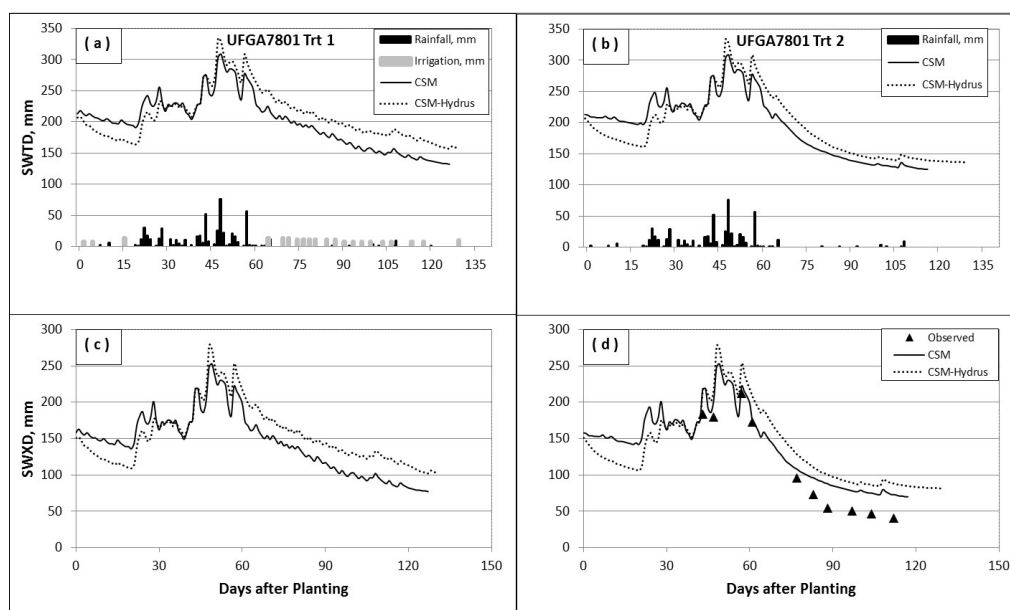 ( a )
UFGA7801 Trt 1
Rainfall, mm
Irrigation, mm
CSM
CSM-Hydrus
SWTD, mm
350
300
250
200
150
100
50
0
0 15 30 45 60 75 90 105 120 135
( b )
UFGA7801 Trt 2
Rainfall, mm
CSM
CSM-Hydrus
350
300
250
200
150
100
50
0
0 15 30 45 60 75 90 105 120 135
( c )
SWXD, mm
300
250
200
150
100
50
0
0 30 60 90 120 150
Days after Planting
( d )
Observed
CSM
CSM-Hydrus
300
250
200
150
100
50
0
0 30 60 90 120 150
Days after Planting